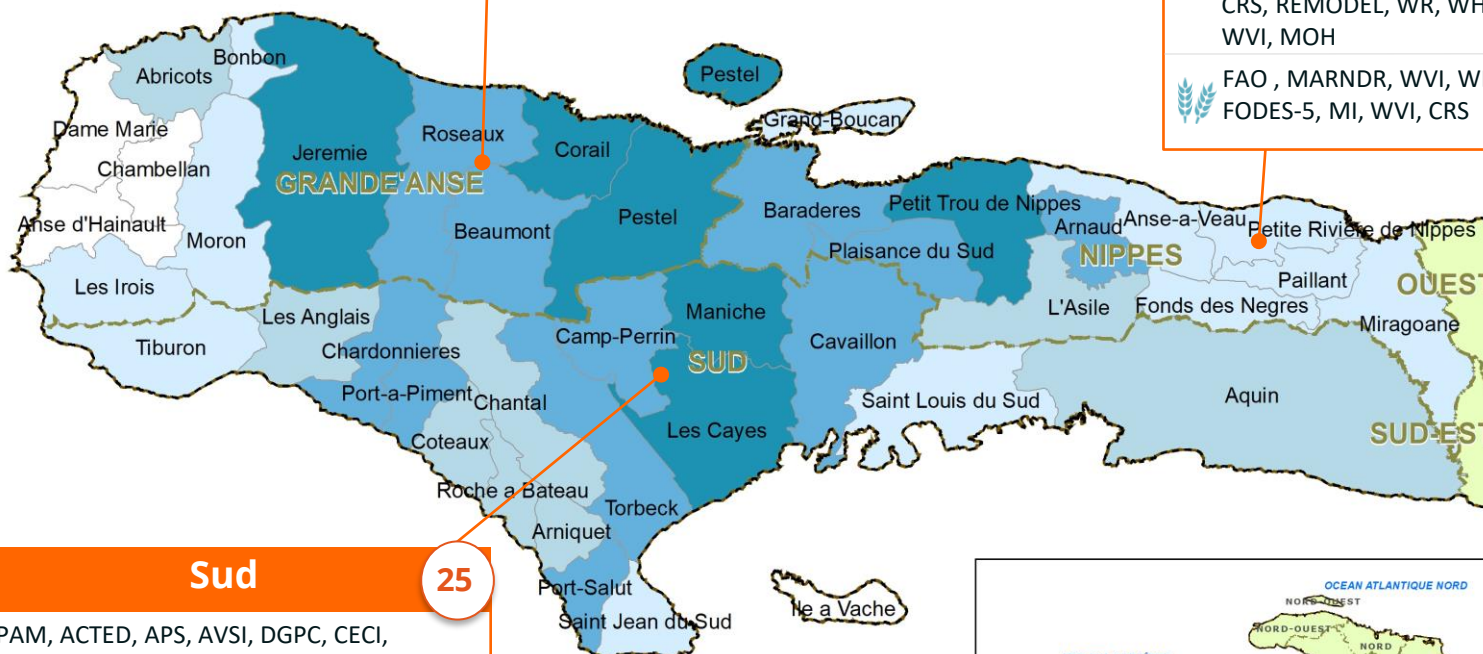 CRS, REMODEL, WR, WH
WVI, MOH
FAO , MARNDR, WVI, W
FODES-5, MI, WVI, CRS
Bonbon
Abricots
Pestel
Dame Marie
Roseaux
Grand-Boucan
Chambellan
Jeremie
Corail
GRANDE'ANSE
Anse d'Hainault
Moron
Beaumont
Pestel
Baraderes
Petit Trou de Nippes
Arnaud
Anse-a-Veau
Petite Rivière de Nippes
Plaisance du Sud
NIPPES
Paillant
OUEST
Les Irois
L'Asile
Fonds des Negres
Miragoane
Les Anglais
Maniche
Tiburon
Chardonnieres
Camp-Perrin
SUD
Cavaillon
Port-a-Piment
Chantal
Saint Louis du Sud
Aquin
Coteaux
Les Cayes
SUD-EST
Roche a Bateau
Torbeck
Arniquet
Sud
25
Port-Salut
Ile a Vache
Saint Jean du Sud
PAM, ACTED, APS, AVSI, DGPC, CECI,
OCEAN ATLANTIQUE NORD
NORD-OUEST
NORD-OUEST
NORD